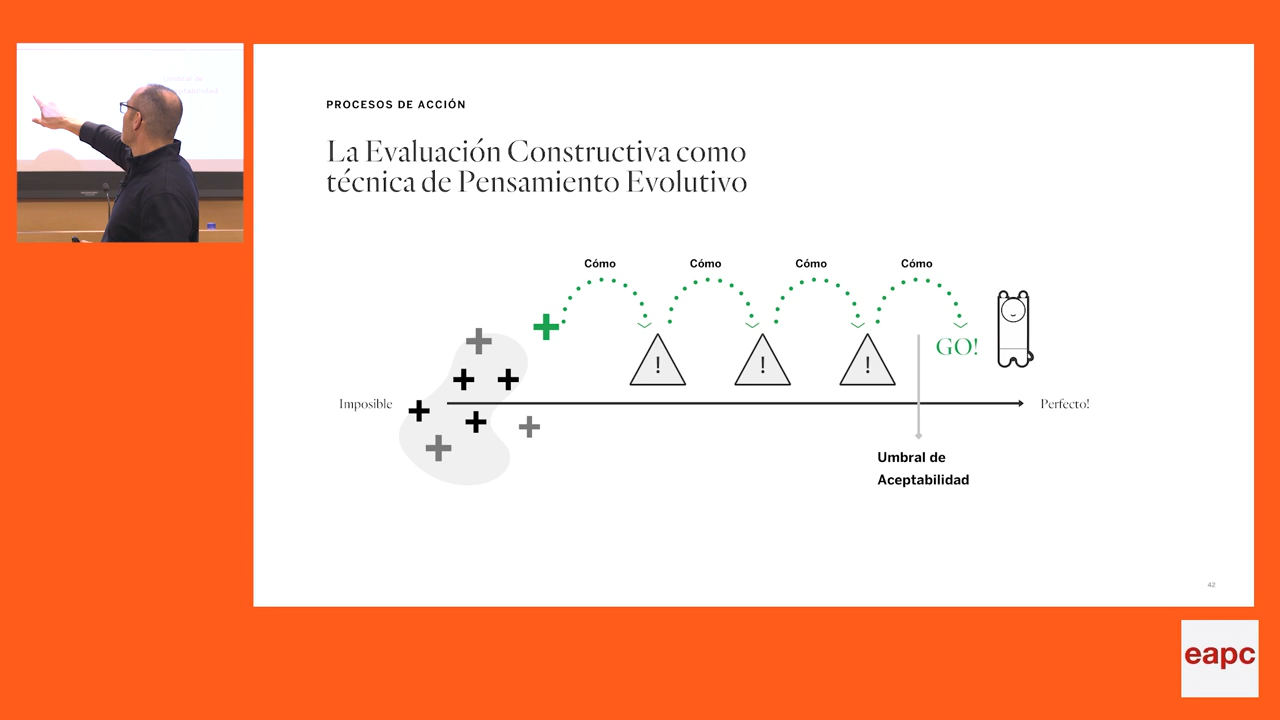 PROCESOS DE ACCIÓN
La Evaluación Constructiva como
técnica de Pensamiento Evolutivo
Cómo
Cómo
Cómo
Cómo
!
!
!
GO!
Imposible
Perfecto!
Umbral de
Aceptabilidad
42
eapc